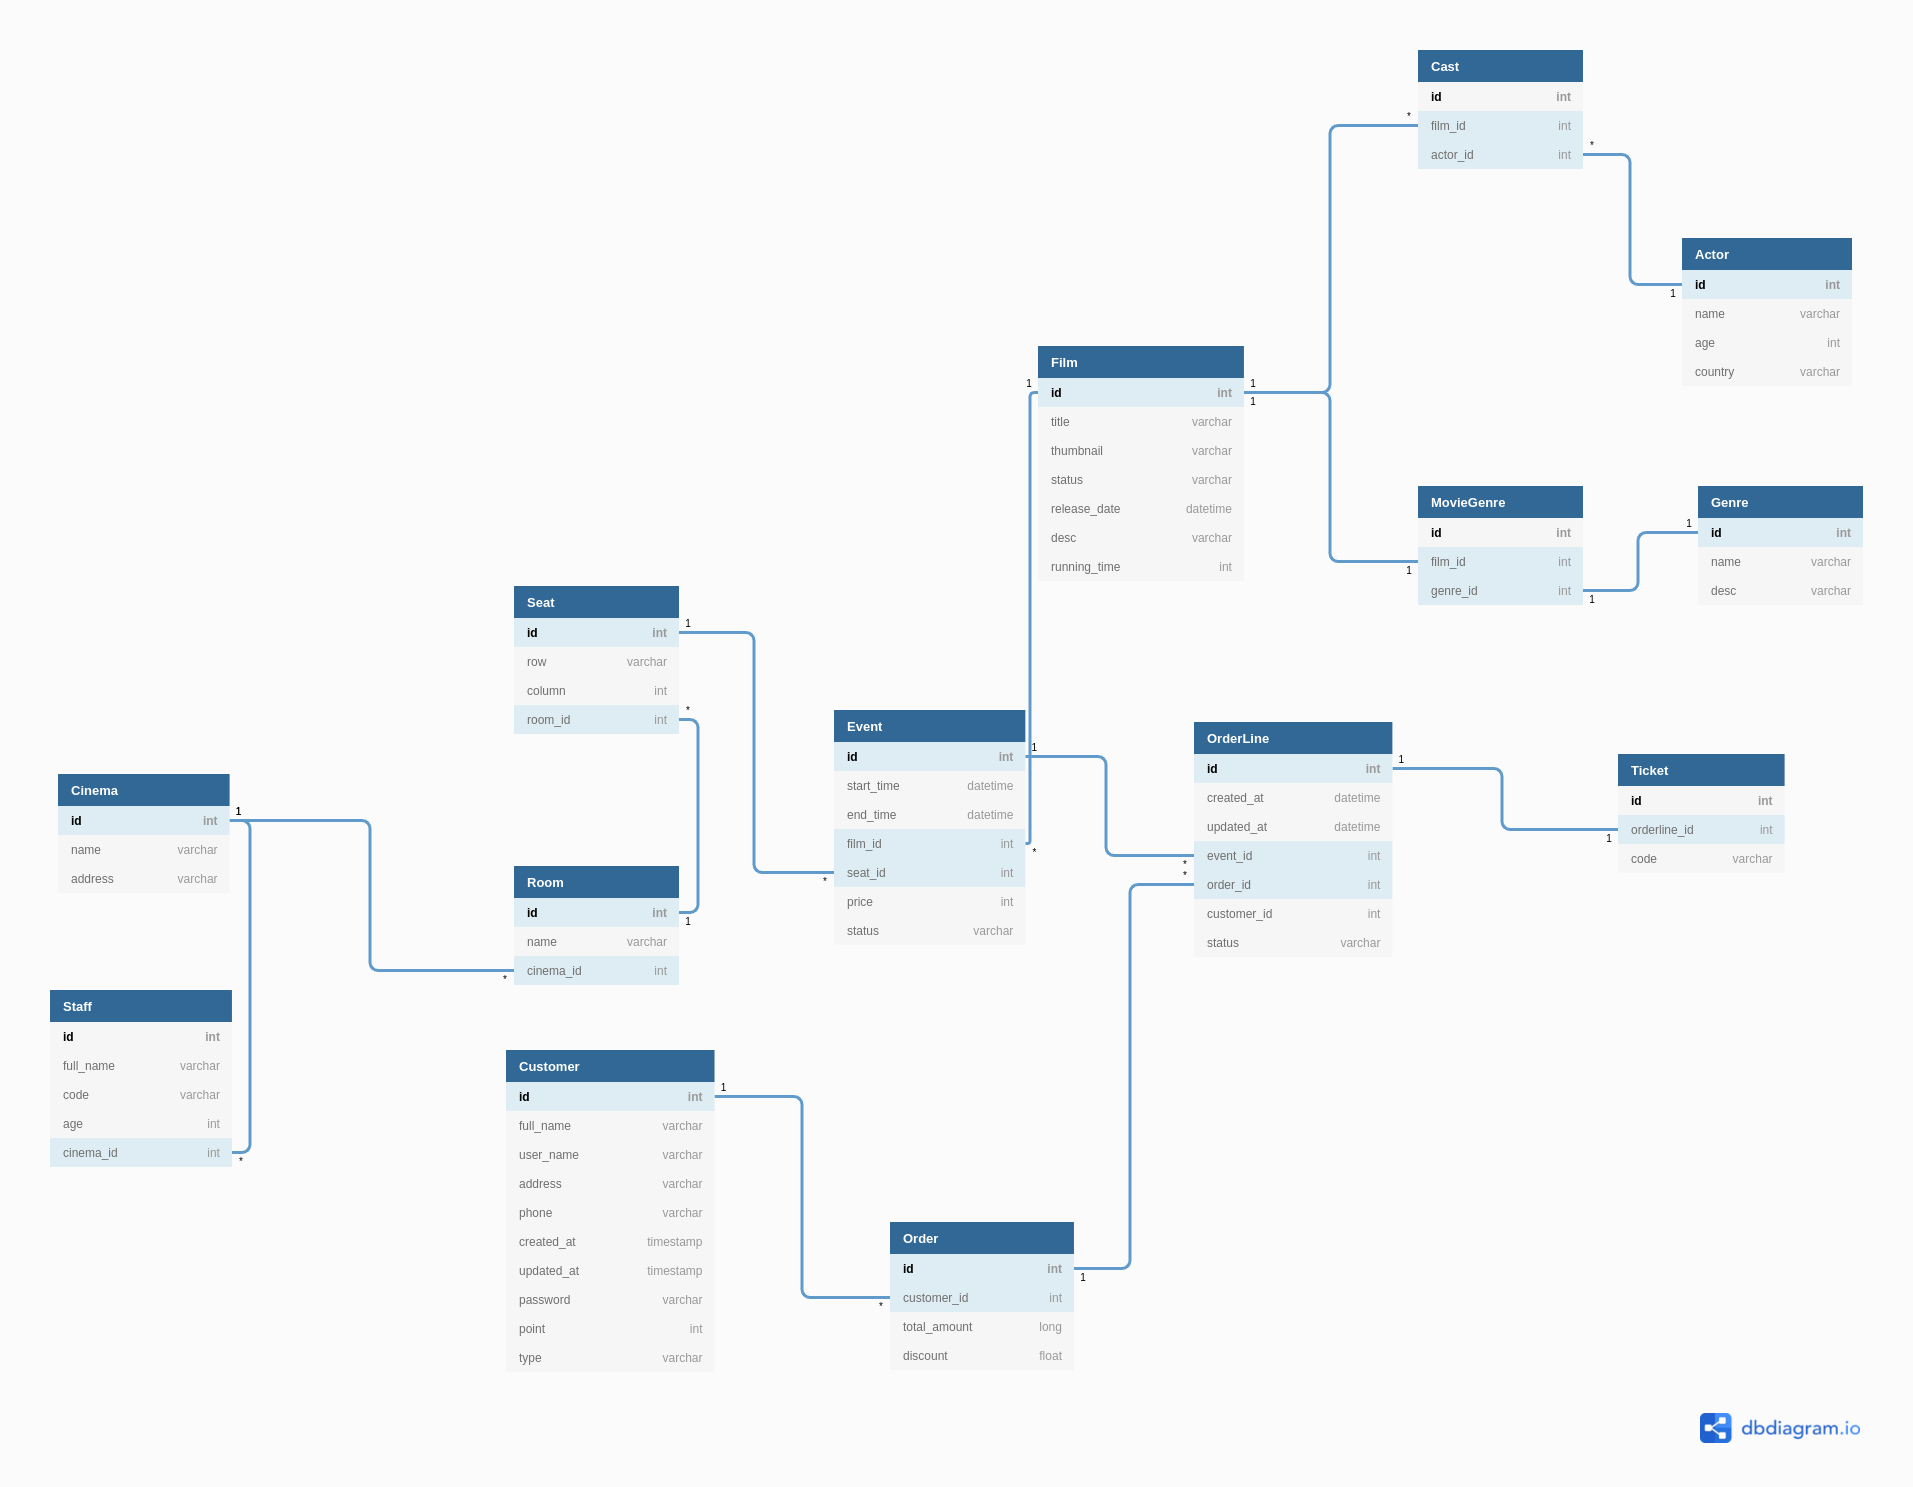 Cast
id int
film_id int
actor_id int
*
*
Actor
id int
name varchar
age int
country varchar
1
Film
id int
title varchar
thumbnail varchar
status varchar
release_date datetime
desc varchar
running_time int
1
1
1
MovieGenre
id int
film_id int
genre_id int
1
1
Genre
id int
name varchar
desc varchar
1
Seat
id int
row varchar
column int
room_id int
1
*
Event
id int
start_time datetime
end_time datetime
film_id int
seat_id int
price int
status varchar
1
*
*
OrderLine
id int
created_at datetime
updated_at datetime
event_id int
order_id int
customer_id int
status varchar
1
*
*
Ticket
id int
orderline_id int
code varchar
1
Cinema
id int
name varchar
address varchar
1
Room
id int
name varchar
cinema_id int
1
*
Staff
id int
full_name varchar
code varchar
age int
cinema_id int
*
Customer
id int
full_name varchar
user_name varchar
address varchar
phone varchar
created_at timestamp
updated_at timestamp
password varchar
point int
type varchar
1
Order
id int
customer_id int
total_amount long
discount float
1
*
dbdiagram.io